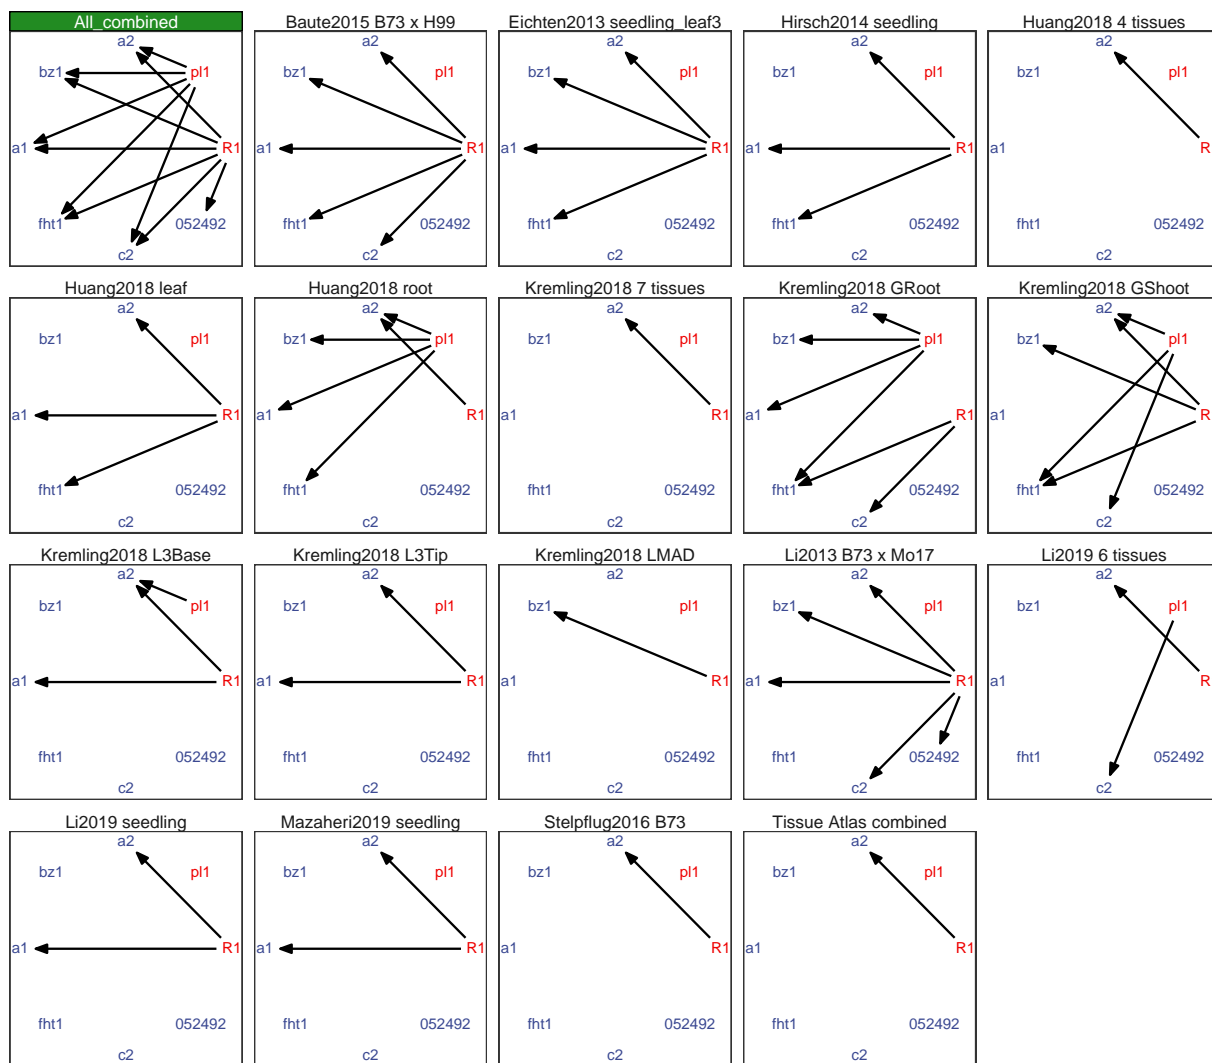 All_combined
a2
bz1
pl1
a1
R1
fht1
052492
c2
Baute2015 B73 x H99
a2
bz1
pl1
a1
R1
fht1
052492
c2
Eichten2013 seedling_leaf3
a2
bz1
pl1
a1
R1
fht1
052492
c2
Hirsch2014 seedling
a2
bz1
pl1
a1
R1
fht1
052492
c2
Huang2018 4 tissues
a2
bz1
pl1
a1
R
fht1
052492
c2
Huang2018 leaf
a2
bz1
pl1
a1
R1
fht1
052492
c2
Huang2018 root
a2
bz1
pl1
a1
R1
fht1
052492
c2
Kremling2018 7 tissues
a2
bz1
pl1
a1
R1
fht1
052492
c2
Kremling2018 GRoot
a2
bz1
pl1
a1
R1
fht1
052492
c2
Kremling2018 GShoot
a2
bz1
pl1
a1
R
fht1
052492
c2
Kremling2018 L3Base
a2
bz1
pl1
a1
R1
fht1
052492
c2
Kremling2018 L3Tip
a2
bz1
pl1
a1
R1
fht1
052492
c2
Kremling2018 LMAD
a2
bz1
pl1
a1
R1
fht1
052492
c2
Li2013 B73 x Mo17
a2
bz1
pl1
a1
R1
fht1
052492
c2
Li2019 6 tissues
a2
bz1
pl1
a1
R
fht1
052492
c2
Li2019 seedling
a2
bz1
pl1
a1
R1
fht1
052492
c2
Mazaheri2019 seedling
a2
bz1
pl1
a1
R1
fht1
052492
c2
Stelpflug2016 B73
a2
bz1
pl1
a1
R1
fht1
052492
c2
Tissue Atlas combined
a2
bz1
pl1
a1
R1
fht1
052492
c2